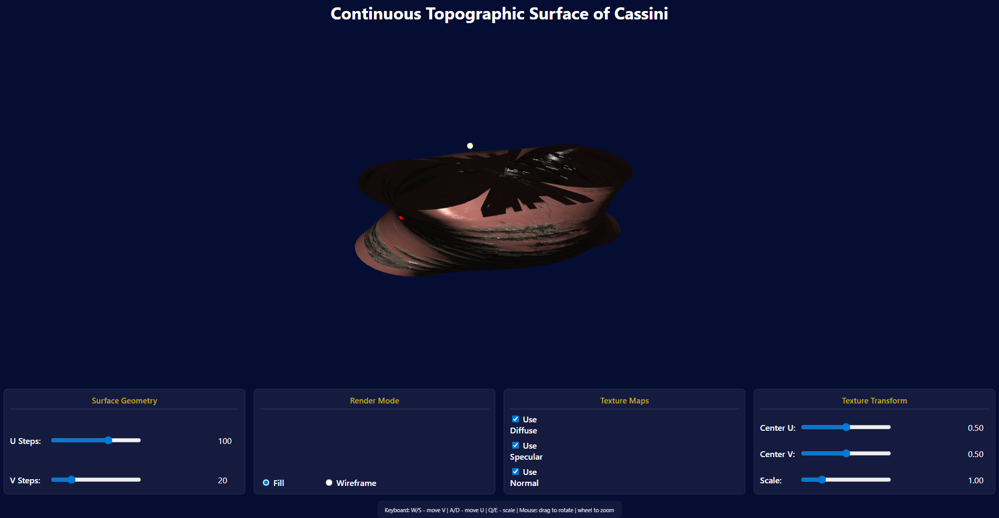 Continuous Topographic Surface of Cassini
Surface Geometry
U Steps: 100
V Steps: 20
Render Mode
Fill Wireframe
Texture Maps
Use
Diffuse
Use
Specular
Use
Normal
Texture Transform
Center U: 0.50
Center V: 0.50
Scale: 1.00
Keyboard: W/S - move V | A/D - move U | Q/E - scale | Mouse: drag to rotate | wheel to zoom